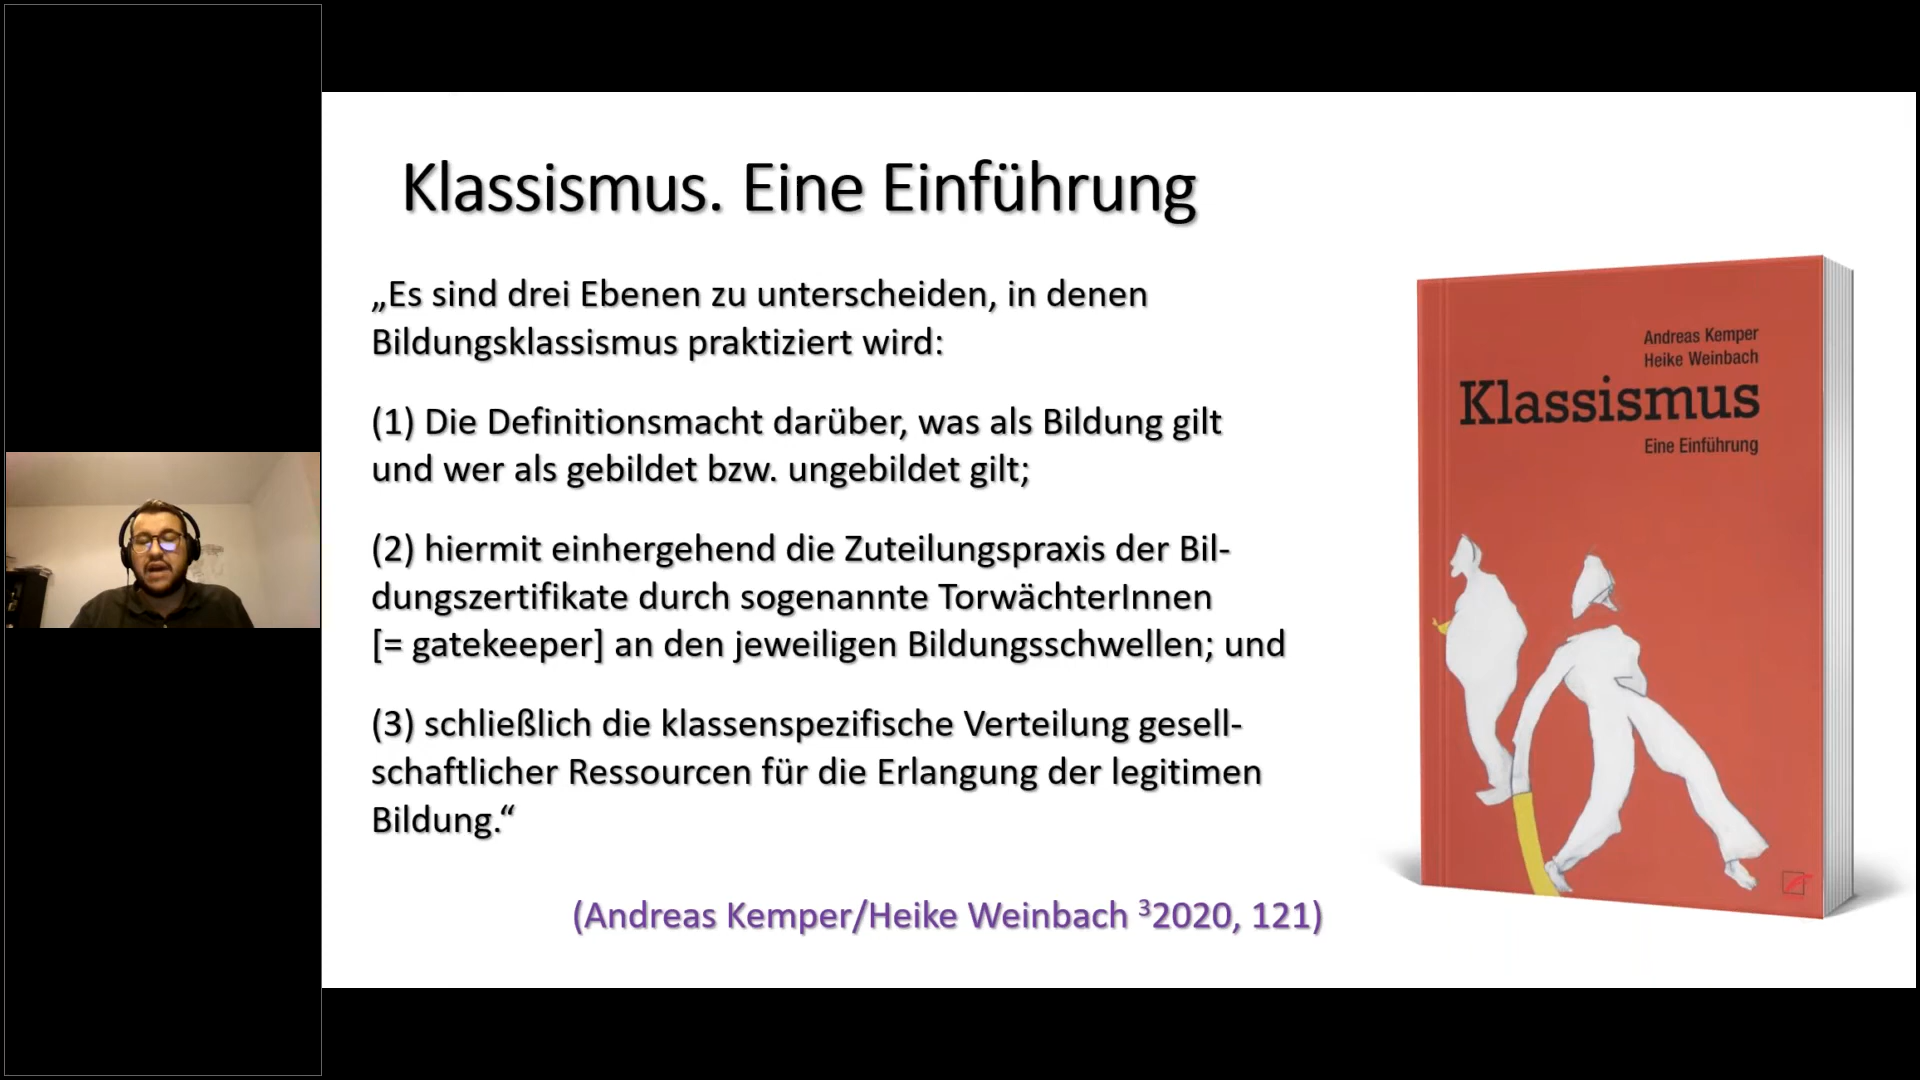 Klassismus. Eine Einführung
„Es sind drei Ebenen zu unterscheiden, in denen
Bildungsklassismus praktiziert wird:
(1) Die Definitionsmacht darüber, was als Bildung gilt
und wer als gebildet bzw. ungebildet gilt;
(2) hiermit einhergehend die Zuteilungspraxis der Bil-
dungszertifikate durch sogenannte TorwächterInnen
[= gatekeeper] an den jeweiligen Bildungsschwellen; und
(3) schließlich die klassenspezifische Verteilung gesell-
schaftlicher Ressourcen für die Erlangung der legitimen
Bildung.“
(Andreas Kemper/Heike Weinbach ³2020, 121)
Andreas Kemper
Heike Weinbach
Klassismus
Eine Einführung